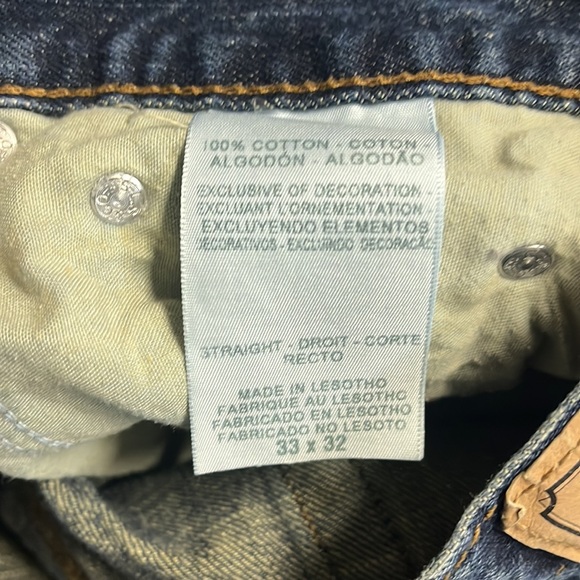 100% COTTON - COTON -
ALGODÓN - ALGODÃO
EXCLUSIVE OF DECORATION -
EXCLUANT L'ORNEMENTATION -
EXCLUYENDO ELEMENTOS
DECORATIVOS - EXCLUINDO DECORAÇÃO
STRAIGHT - DROIT - CORTE
RECTO
MADE IN LESOTHO
FABRIQUE AU LESOTHO
FABRICADO EN LESOTHO
FABRICADO NO LESOTO
33 x 32